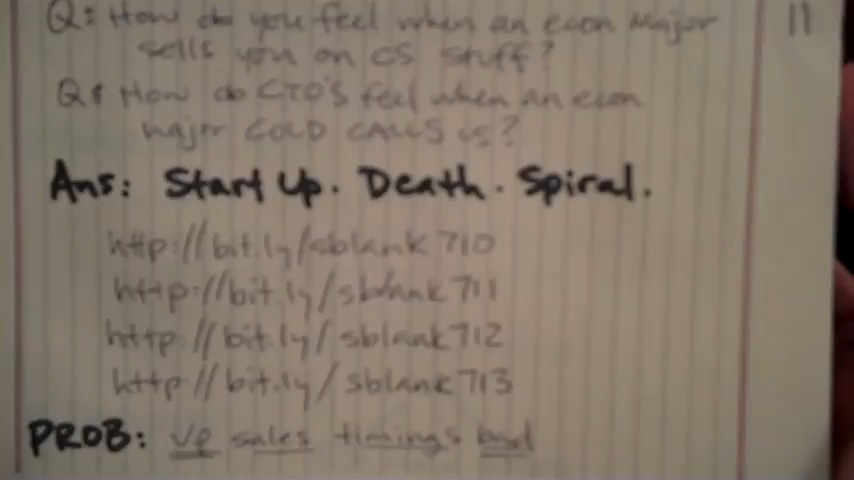 Q: How do you feel when an econ Major 11
sells you on CS Stuff?
Q: How do CTO'S feel when an econ
major COLD CALLS us?
Ans: Start Up. Death. Spiral.
http://bit.ly/sblank710
http://bit.ly/sblank711
http://bit.ly/sblank712
http://bit.ly/sblank713
PROB: VP sales timings bad